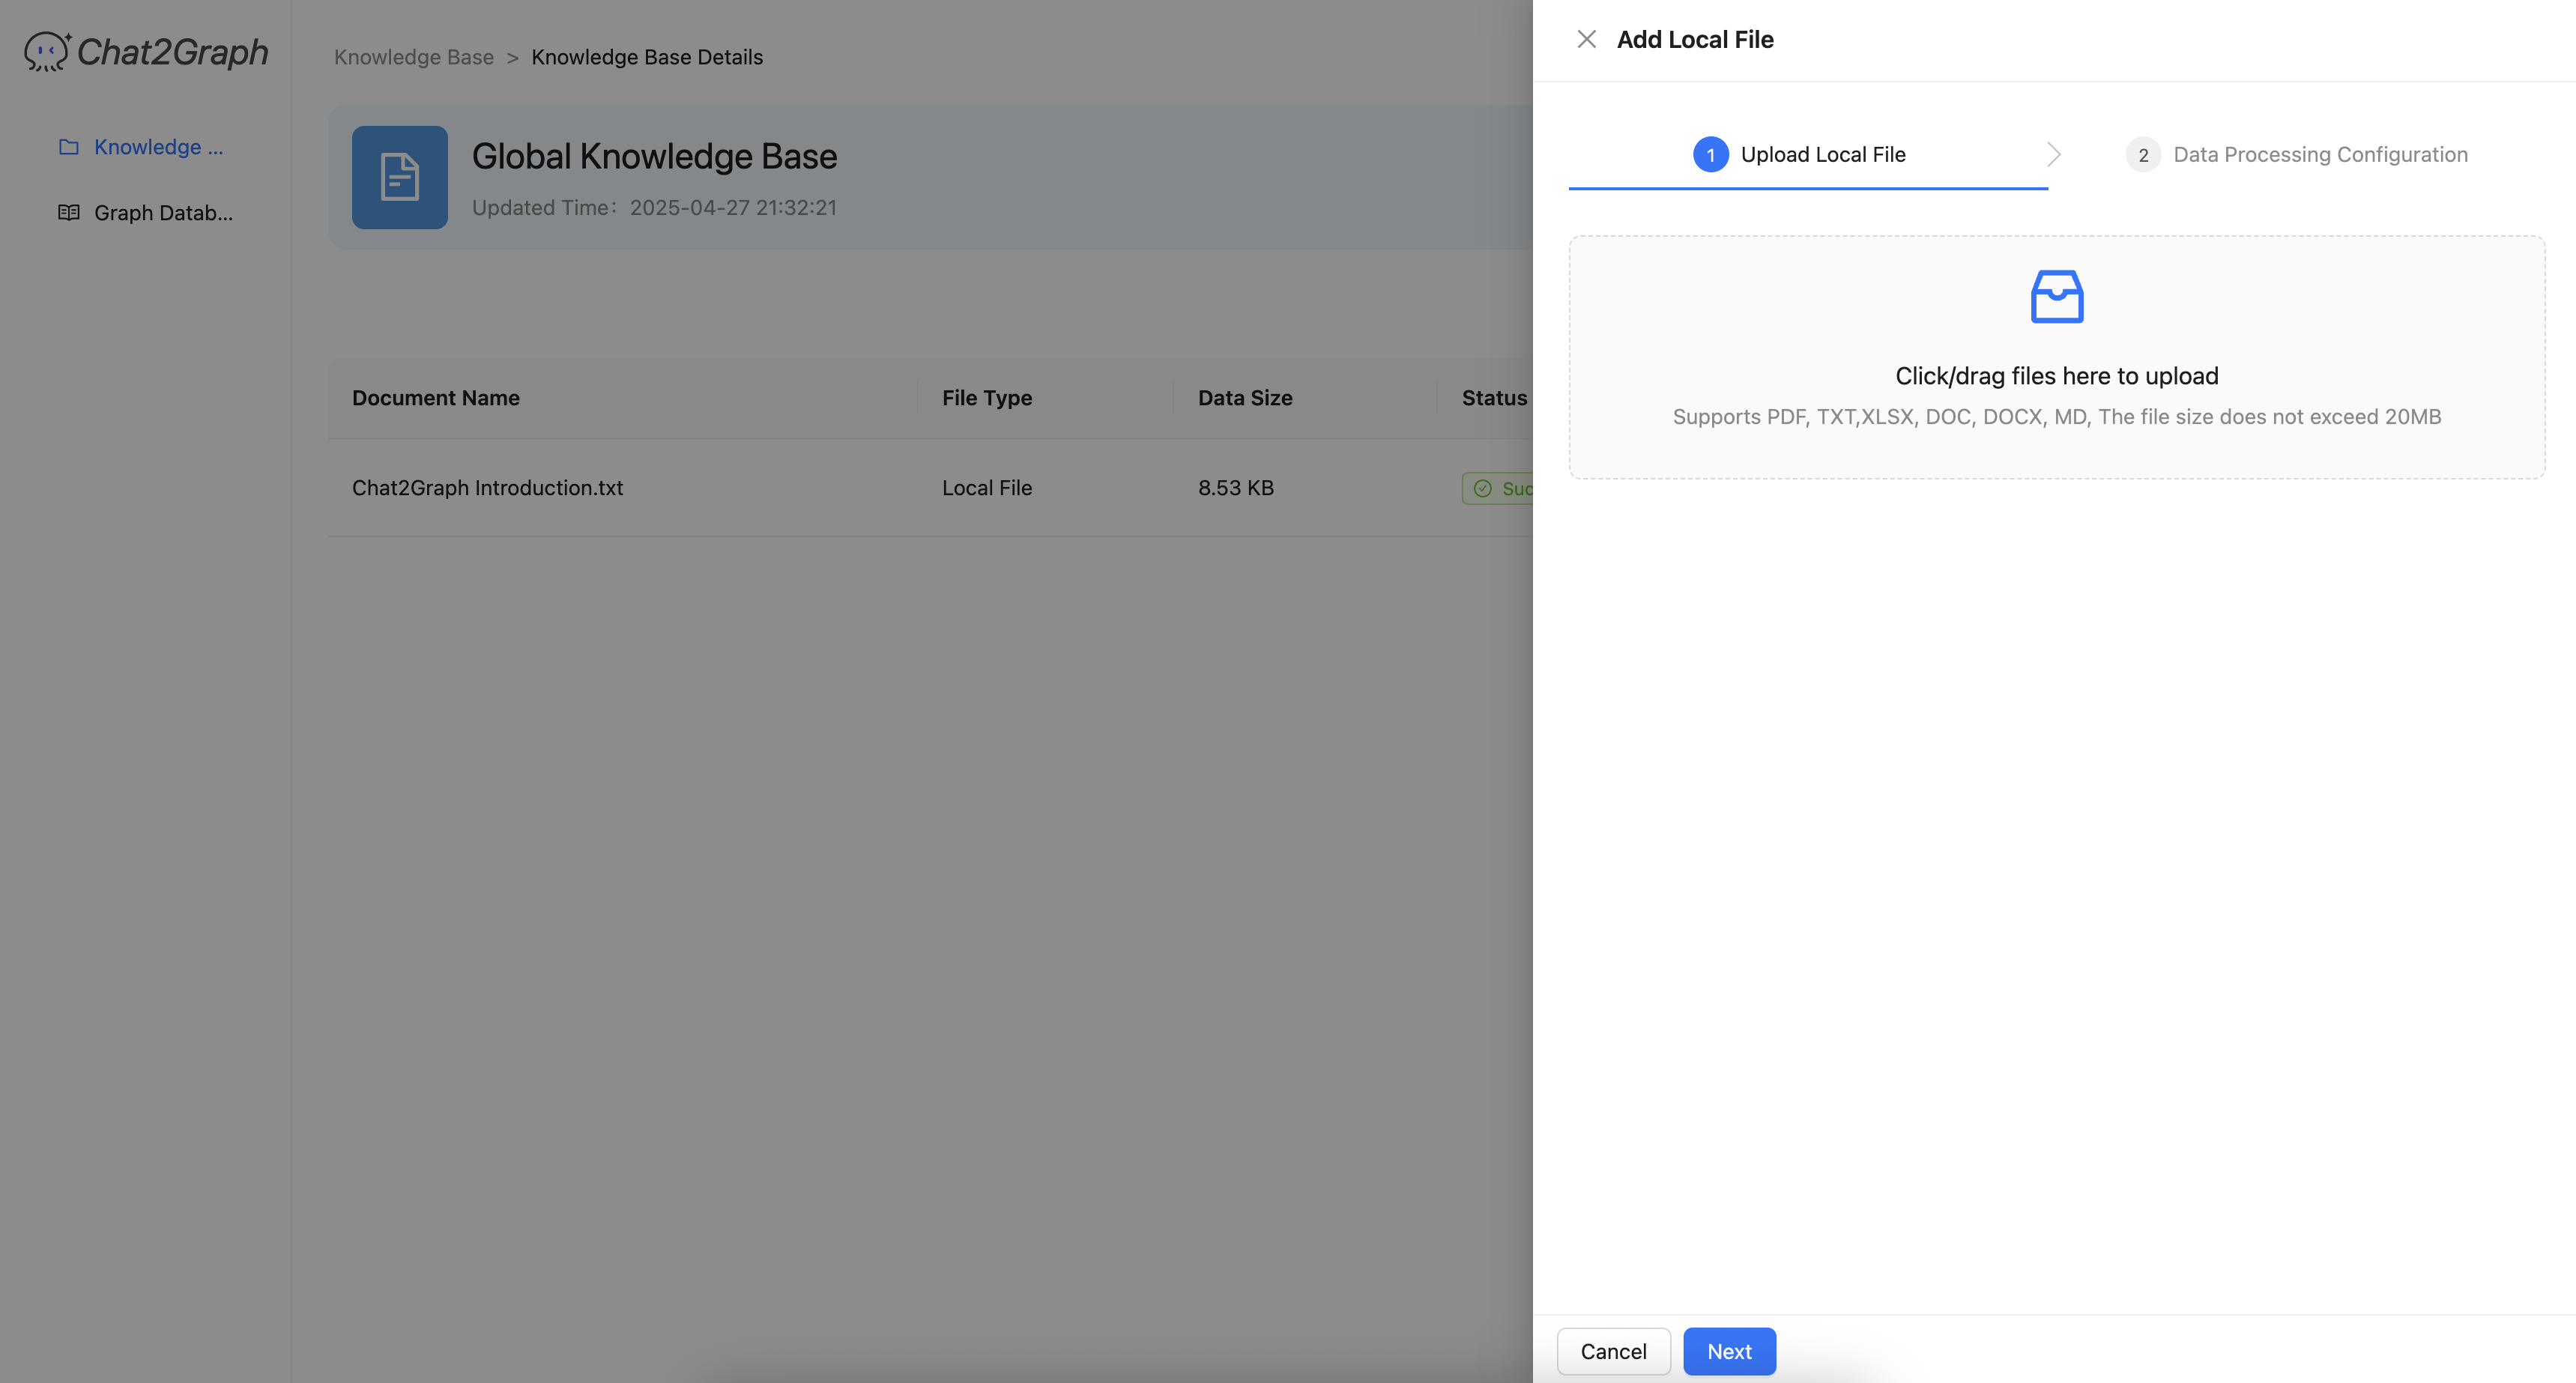 Chat2Graph
Knowledge ...
Graph Datab...
Knowledge Base > Knowledge Base Details
Global Knowledge Base
Updated Time： 2025-04-27 21:32:21
Document Name File Type Data Size Status
Chat2Graph Introduction.txt Local File 8.53 KB Suc
Add Local File
1 Upload Local File 2 Data Processing Configuration
Click/drag files here to upload
Supports PDF, TXT,XLSX, DOC, DOCX, MD, The file size does not exceed 20MB
Cancel Next